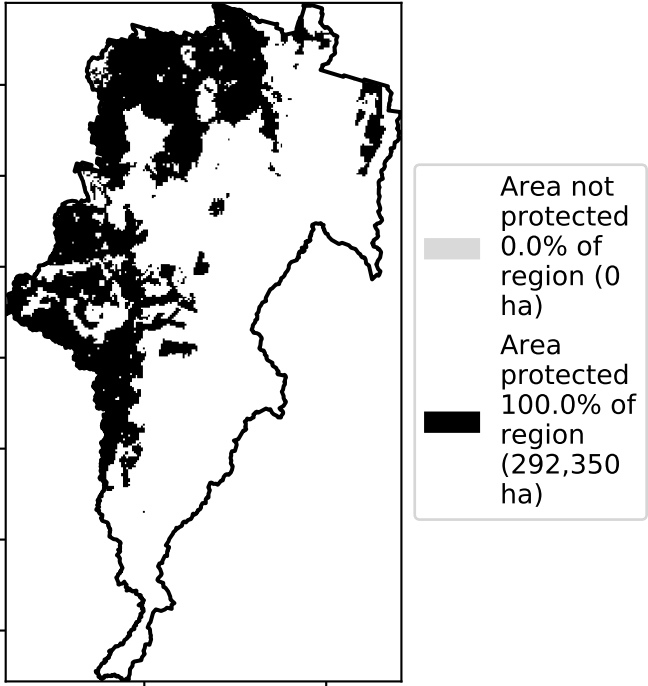 Area not
protected
0.0% of
region (0
ha)
Area
protected
100.0% of
region
(292,350
ha)